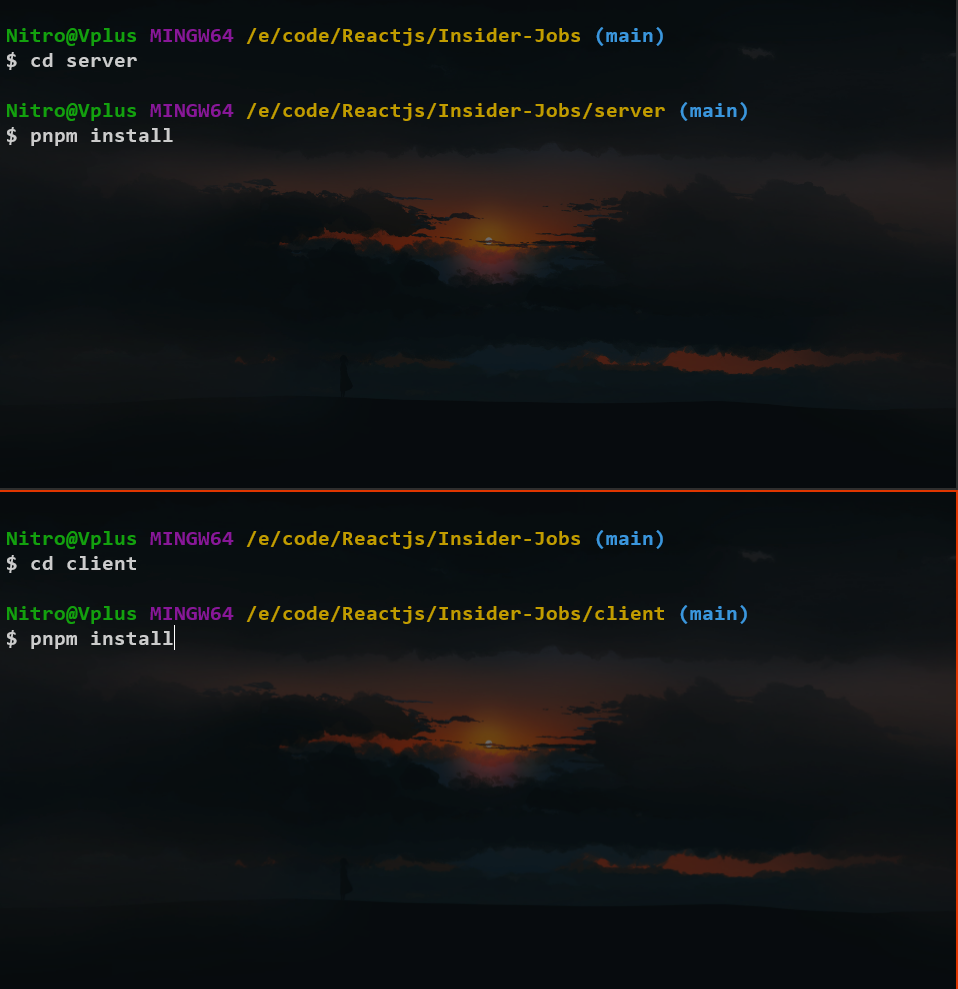 Nitro@Vplus MINGW64 /e/code/Reactjs/Insider-Jobs (main)
$ cd server
Nitro@Vplus MINGW64 /e/code/Reactjs/Insider-Jobs/server (main)
$ pnpm install
Nitro@Vplus MINGW64 /e/code/Reactjs/Insider-Jobs (main)
$ cd client
Nitro@Vplus MINGW64 /e/code/Reactjs/Insider-Jobs/client (main)
$ pnpm install